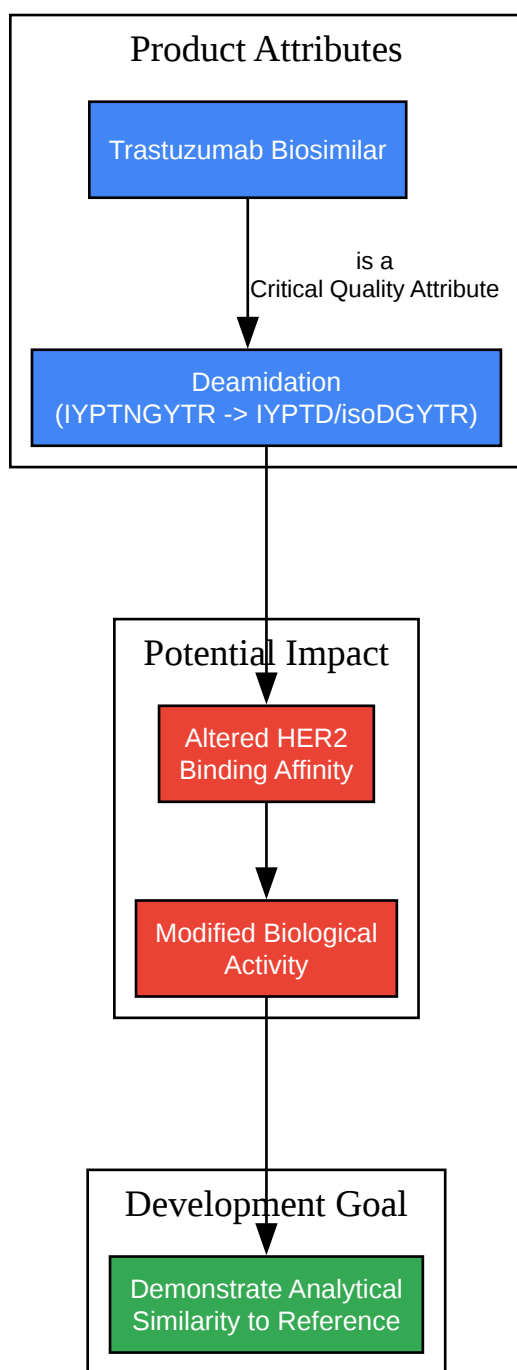 Product Attributes
Trastuzumab Biosimilar
is a
Critical Quality Attribute
Deamidation
(IYPTNGYTR -> IYPTD/isoDGYTR)
Potential Impact
Altered HER2
Binding Affinity
Modified Biological
Activity
Development Goal
Demonstrate Analytical
Similarity to Reference